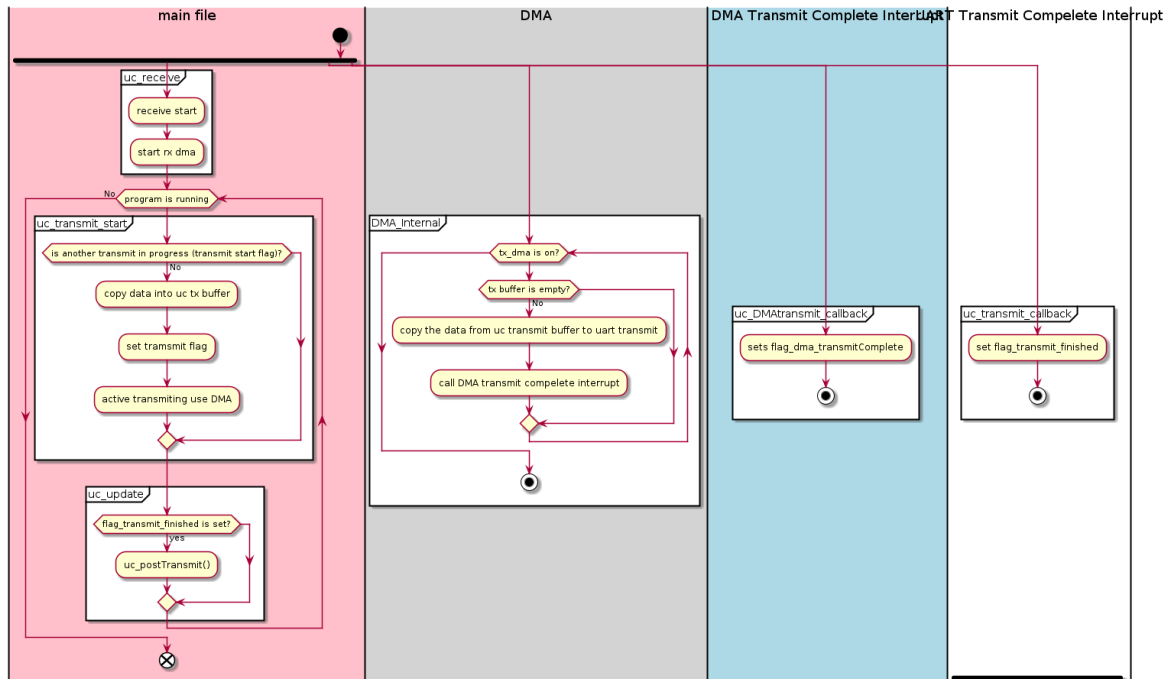 main file
DMA
DMA Transmit Complete Interrupt
UART Transmit Compelete Interrupt
uc_receive
receive start
start rx dma
No
program is running
uc_transmit_start
is another transmit in progress (transmit start flag)?
No
copy data into uc tx buffer
set tramsmit flag
active transmiting use DMA
uc_update
flag_transmit_finished is set?
yes
uc_postTransmit()
DMA_Internal
tx_dma is on?
tx buffer is empty?
No
copy the data from uc transmit buffer to uart transmit
call DMA transmit compelete interrupt
uc_DMAtransmit_callback
sets flag_dma_transmitComplete
uc_transmit_callback
set flag_transmit_finished